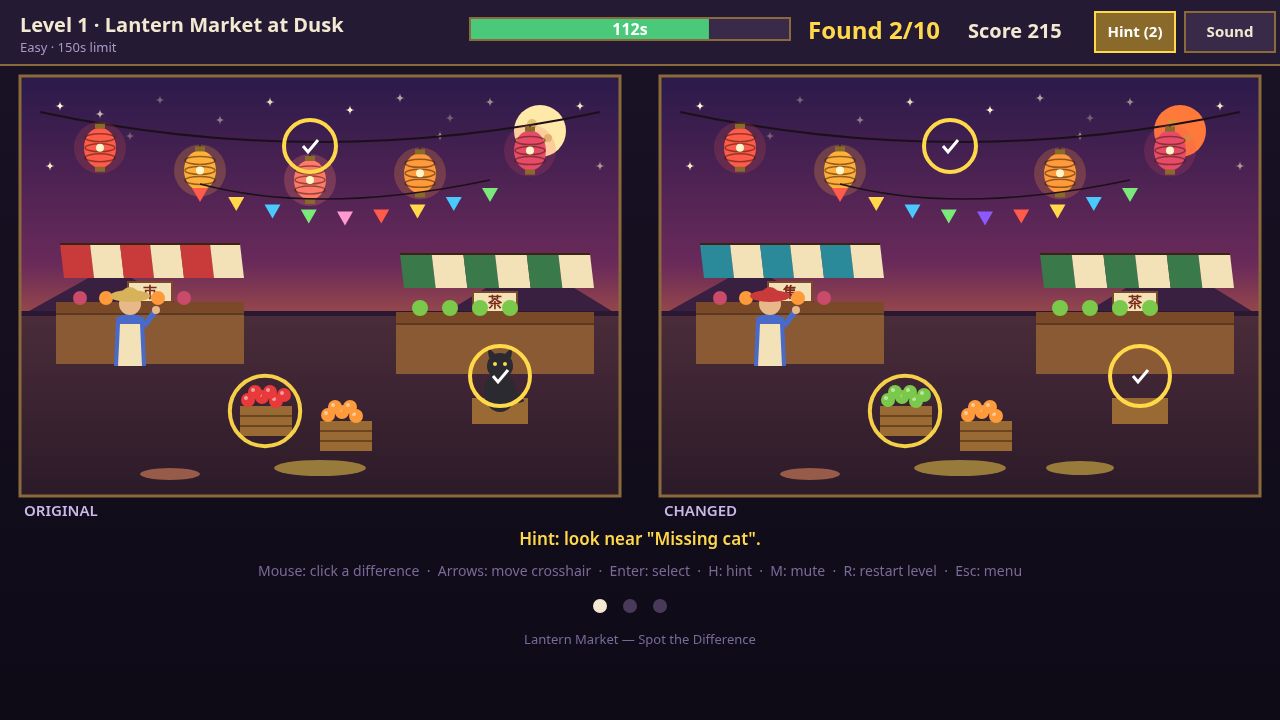 Level 1 · Lantern Market at Dusk
Easy · 150s limit
112s
Found 2/10
Score 215
Hint (2)
Sound
茶
茶
ORIGINAL
CHANGED
Hint: look near "Missing cat".
Mouse: click a difference · Arrows: move crosshair · Enter: select · H: hint · M: mute · R: restart level · Esc: menu
Lantern Market — Spot the Difference